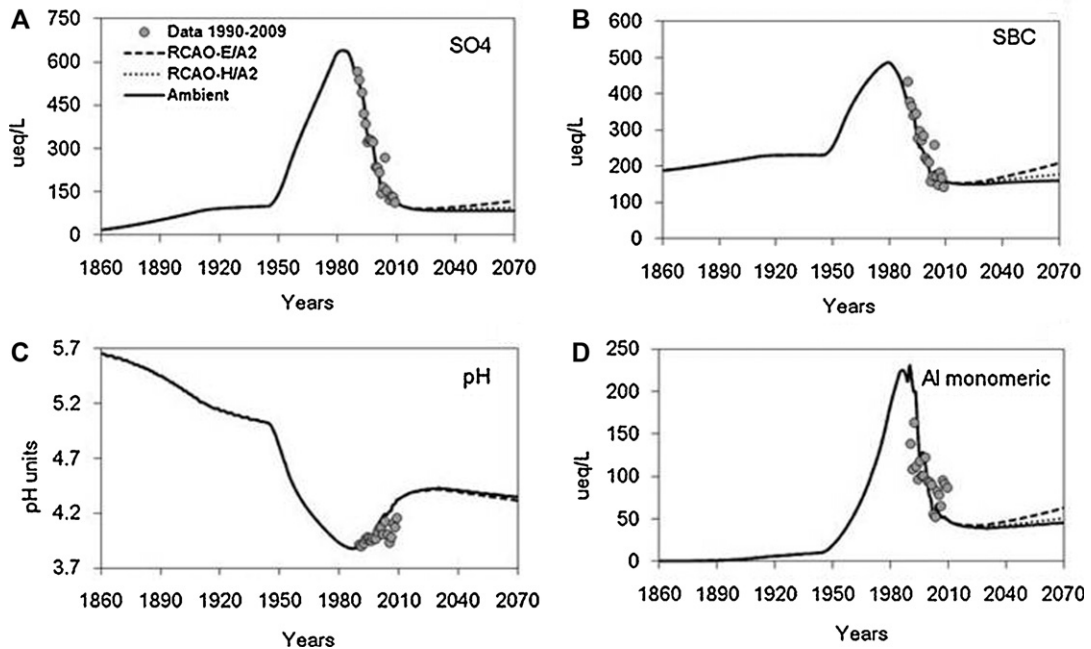 A
SO4
750
600
450
300
150
0
ueq/L
Data 1990-2009
RCAO-E/A2
RCAO-H/A2
Ambient
1860 1890 1920 1950 1980 2010 2040 2070
Years
B
SBC
600
500
400
300
200
100
0
ueq/L
1860 1890 1920 1950 1980 2010 2040 2070
Years
C
pH
5.7
5.2
4.7
4.2
3.7
pH units
1860 1890 1920 1950 1980 2010 2040 2070
Years
D
Al monomeric
250
200
150
100
50
0
ueq/L
1860 1890 1920 1950 1980 2010 2040 2070
Years